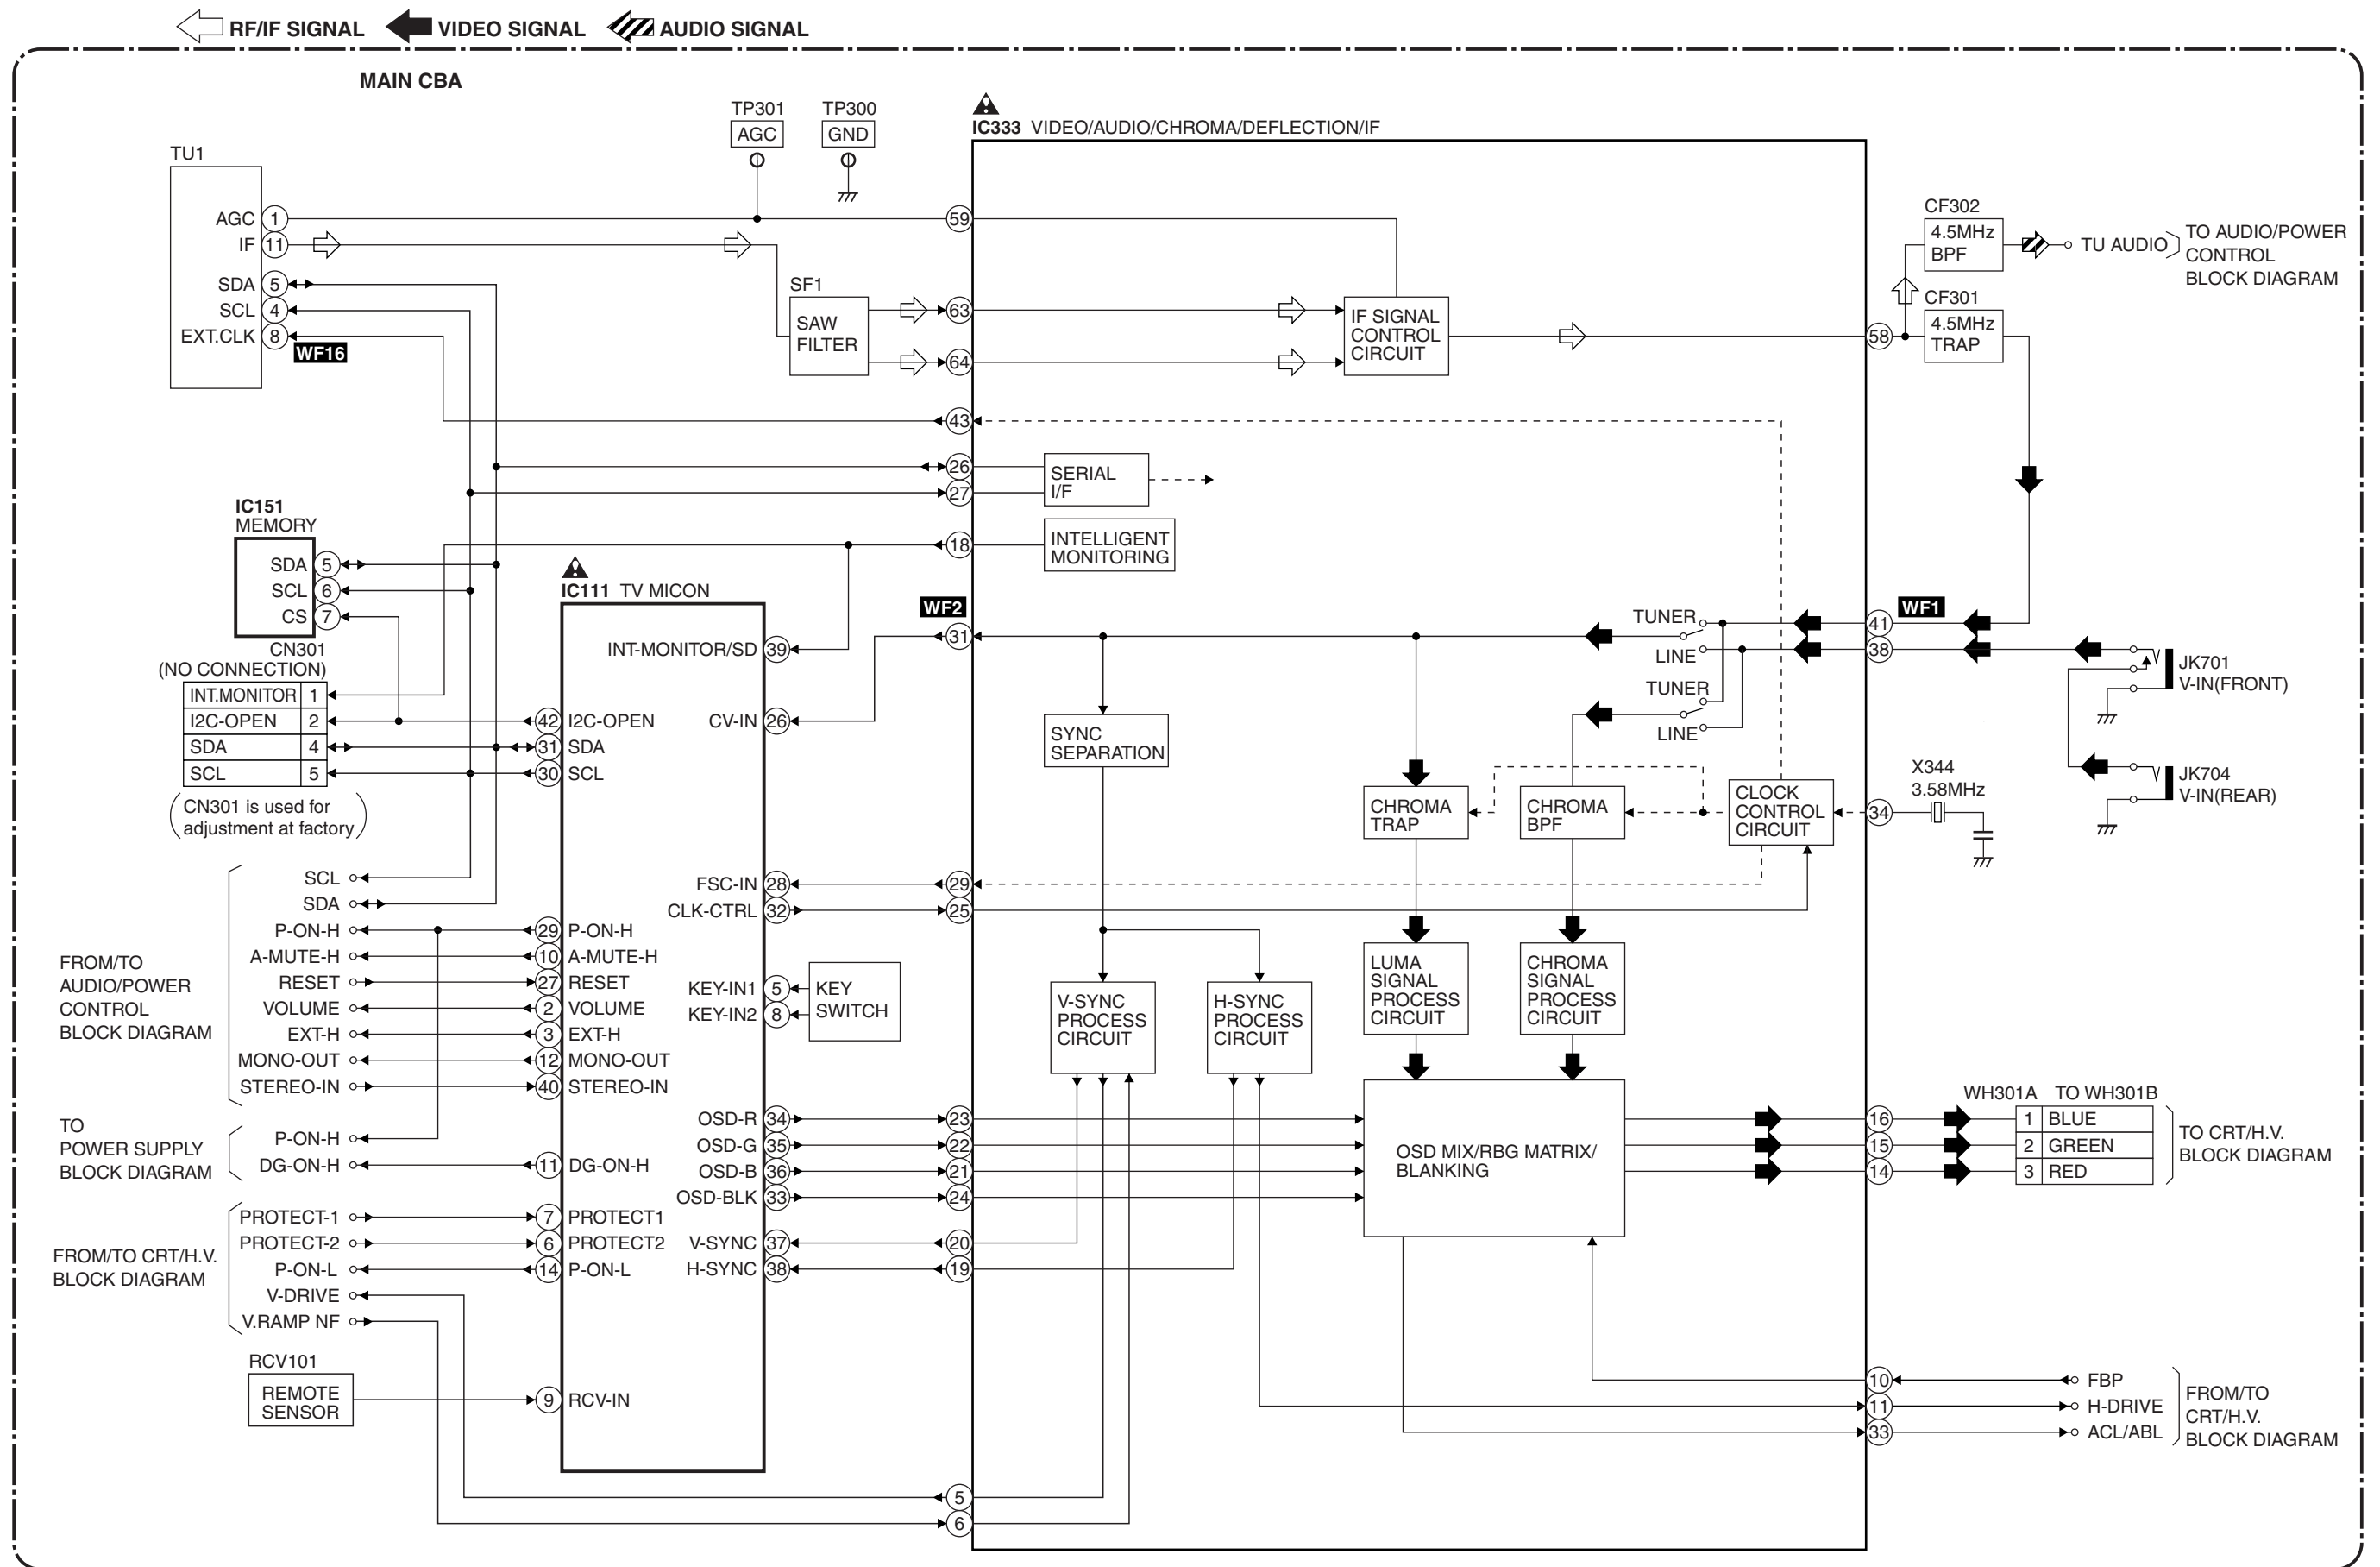 RF/IF SIGNAL
VIDEO SIGNAL
AUDIO SIGNAL
MAIN CBA
TP301
AGC
TP300
GND
IC333 VIDEO/AUDIO/CHROMA/DEFLECTION/IF
TU1
AGC 1
IF 11
SDA 5
SCL 4
EXT.CLK 8
WF16
SF1
SAW
FILTER
59
63
64
43
26
27
18
IF SIGNAL
CONTROL
CIRCUIT
58
CF302
4.5MHz
BPF
TU AUDIO
TO AUDIO/POWER
CONTROL
BLOCK DIAGRAM
CF301
4.5MHz
TRAP
SERIAL
I/F
INTELLIGENT
MONITORING
IC151
MEMORY
SDA 5
SCL 6
CS 7
CN301
(NO CONNECTION)
INT.MONITOR 1
I2C-OPEN 2
SDA 4
SCL 5
CN301 is used for
adjustment at factory
IC111 TV MICON
INT-MONITOR/SD 39
42 I2C-OPEN
CV-IN 26
31 SDA
30 SCL
WF2
31
TUNER
LINE
TUNER
LINE
41
WF1
38
JK701
V-IN(FRONT)
JK704
V-IN(REAR)
SYNC
SEPARATION
CHROMA
TRAP
CHROMA
BPF
CLOCK
CONTROL
CIRCUIT
34
X344
3.58MHz
FSC-IN 28
29
CLK-CTRL 32
25
FROM/TO
AUDIO/POWER
CONTROL
BLOCK DIAGRAM
SCL
SDA
P-ON-H
29 P-ON-H
A-MUTE-H
10 A-MUTE-H
RESET
27 RESET
VOLUME
2 VOLUME
EXT-H
3 EXT-H
MONO-OUT
12 MONO-OUT
STEREO-IN
40 STEREO-IN
KEY-IN1 5
KEY-IN2 8
KEY
SWITCH
V-SYNC
PROCESS
CIRCUIT
H-SYNC
PROCESS
CIRCUIT
LUMA
SIGNAL
PROCESS
CIRCUIT
CHROMA
SIGNAL
PROCESS
CIRCUIT
TO
POWER SUPPLY
BLOCK DIAGRAM
P-ON-H
DG-ON-H
11 DG-ON-H
OSD-R 34
23
OSD-G 35
22
OSD-B 36
21
OSD-BLK 33
24
OSD MIX/RBG MATRIX/
BLANKING
16
15
14
WH301A TO WH301B
1 BLUE
2 GREEN
3 RED
TO CRT/H.V.
BLOCK DIAGRAM
FROM/TO CRT/H.V.
BLOCK DIAGRAM
PROTECT-1
7 PROTECT1
PROTECT-2
6 PROTECT2
P-ON-L
14 P-ON-L
V-DRIVE
V.RAMP NF
V-SYNC 37
20
H-SYNC 38
19
RCV101
REMOTE
SENSOR
9 RCV-IN
10
FBP
11
H-DRIVE
33
ACL/ABL
FROM/TO
CRT/H.V.
BLOCK DIAGRAM
5
6